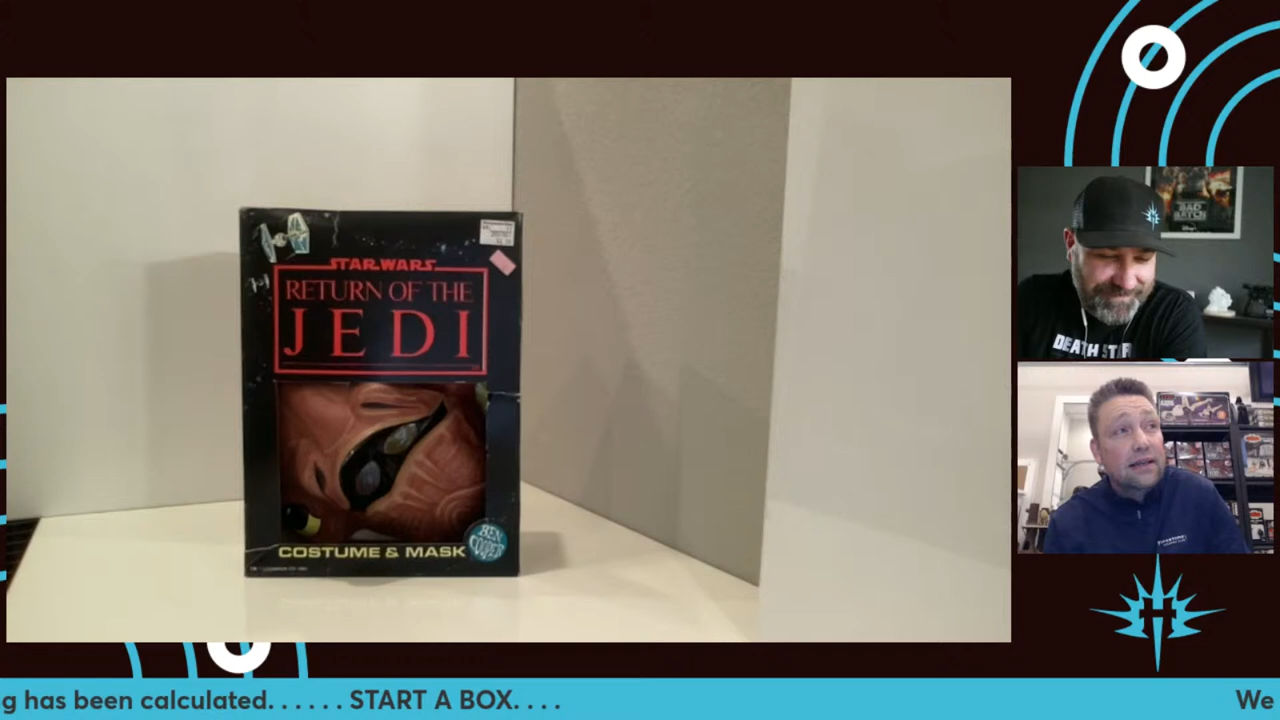 STAR WARS
RETURN OF THE
JEDI
COSTUME & MASK
BEN
COOPER
BAD
BATCH
DEATH STAR
g has been calculated. . . . . . START A BOX. . . .
We